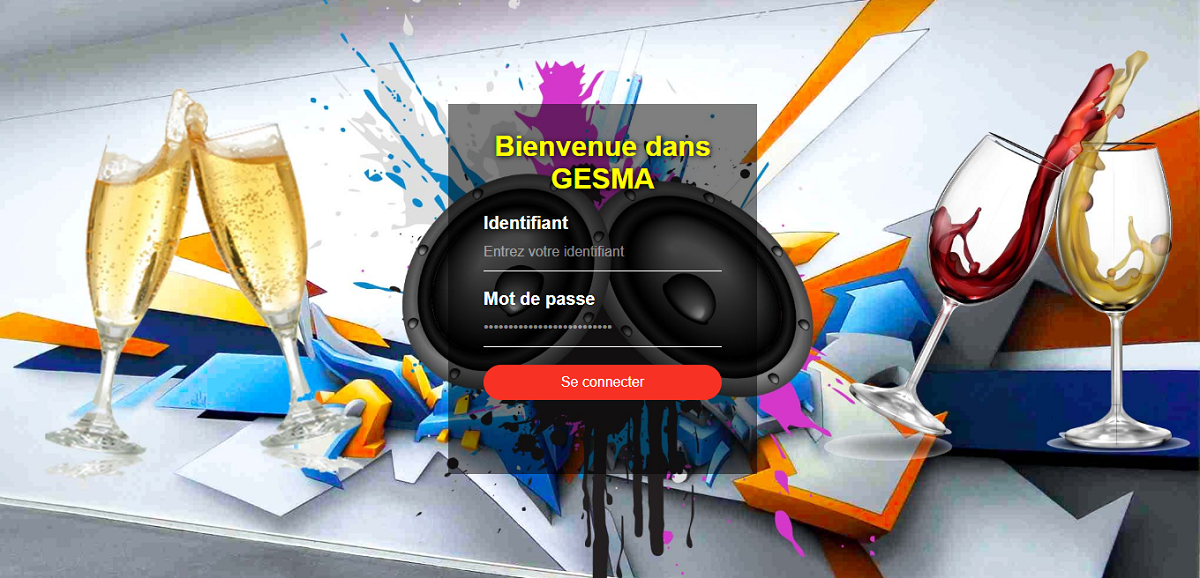 Bienvenue dans
GESMA
Identifiant
Entrez votre identifiant
Mot de passe
Se connecter